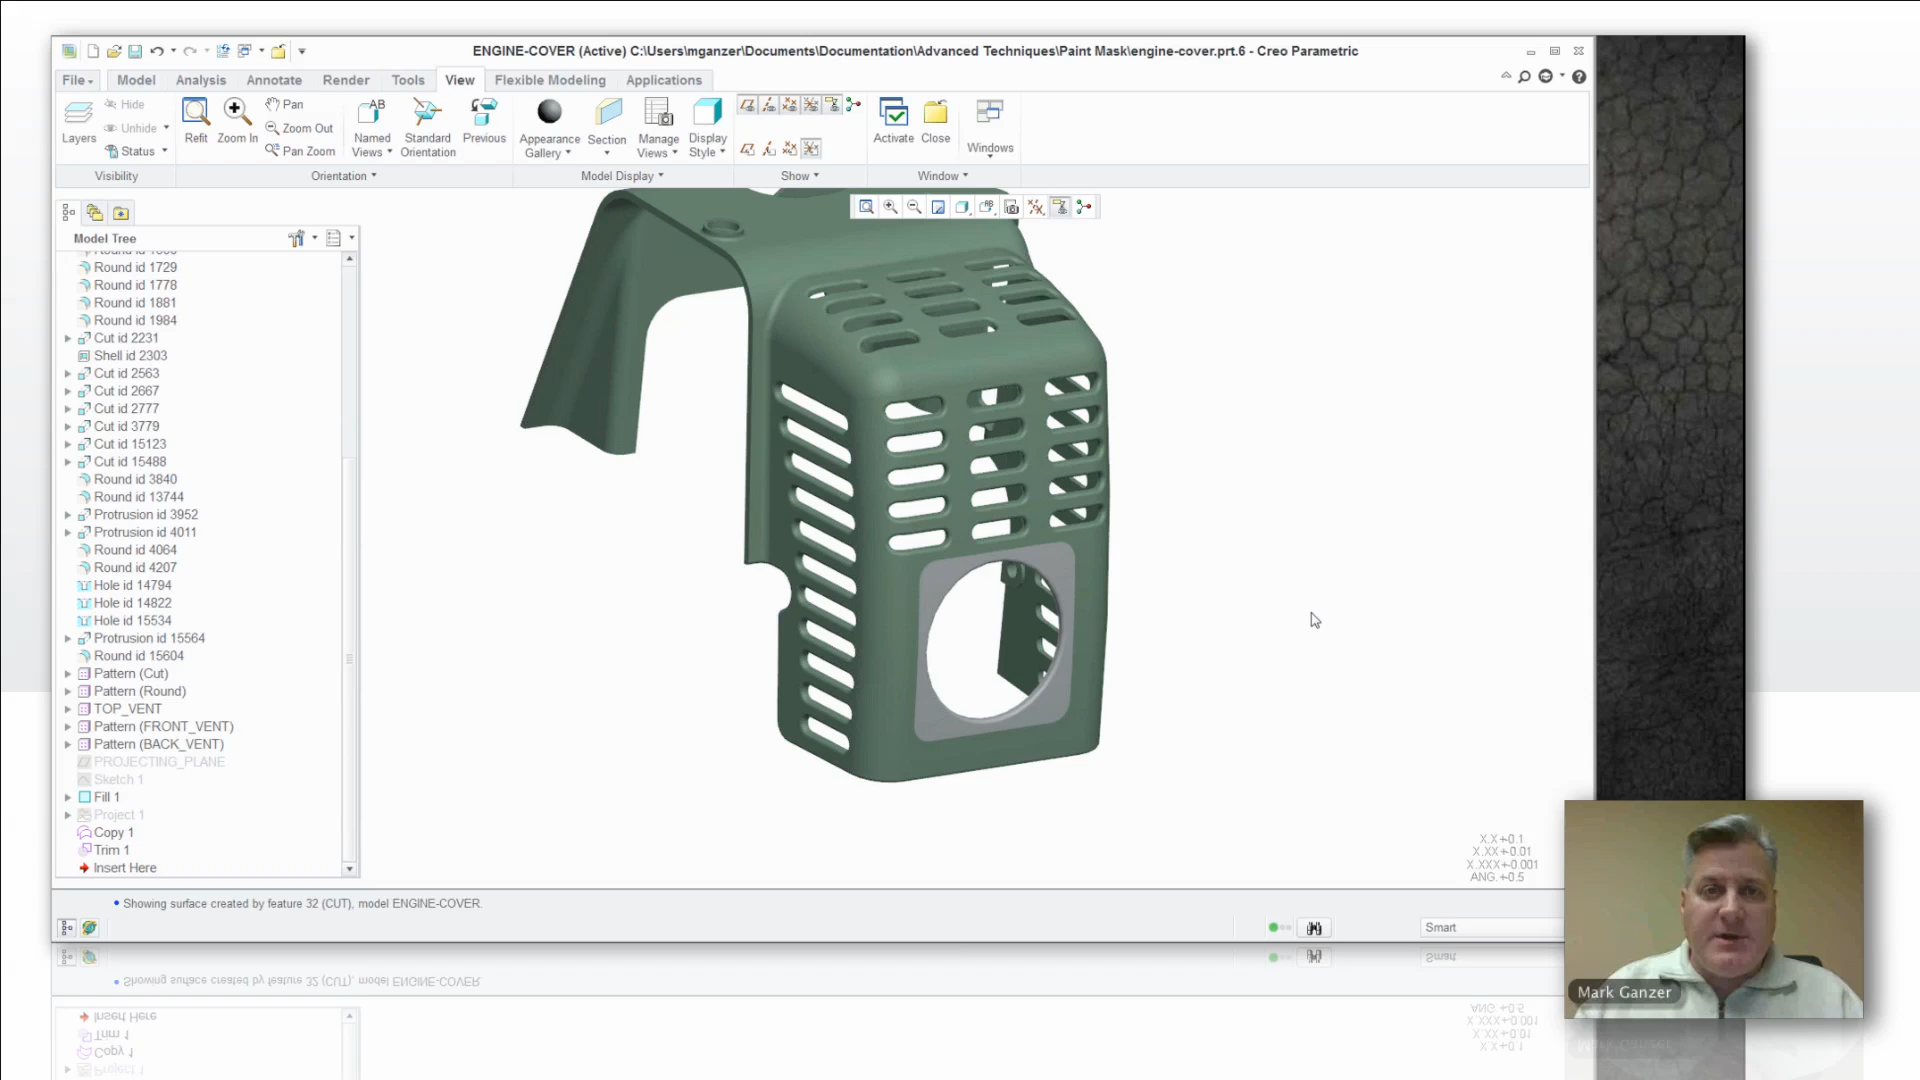 ENGINE-COVER (Active) C:\Users\mganzer\Documents\Documentation\Advanced Techniques\Paint Mask\engine-cover.prt.6 - Creo Parametric
File Model Analysis Annotate Render Tools View Flexible Modeling Applications
Layers
Hide
Unhide
Status
Visibility
Refit
Zoom In
Pan
Zoom Out
Pan Zoom
Named Views
Standard Orientation
Previous
Orientation
Appearance Gallery
Section
Manage Views
Display Style
Model Display
Show
Activate
Close
Windows
Window
Model Tree
Round id 1729
Round id 1778
Round id 1881
Round id 1984
Cut id 2231
Shell id 2303
Cut id 2563
Cut id 2667
Cut id 2777
Cut id 3779
Cut id 15123
Cut id 15488
Round id 3840
Round id 13744
Protrusion id 3952
Protrusion id 4011
Round id 4064
Round id 4207
Hole id 14794
Hole id 14822
Hole id 15534
Protrusion id 15564
Round id 15604
Pattern (Cut)
Pattern (Round)
TOP_VENT
Pattern (FRONT_VENT)
Pattern (BACK_VENT)
PROJECTING_PLANE
Sketch 1
Fill 1
Project 1
Copy 1
Trim 1
Insert Here
X.X +-0.1
X.XX +-0.01
X.XXX+-0.001
ANG.+-0.5
Showing surface created by feature 32 (CUT), model ENGINE-COVER.
Smart
Mark Ganzer